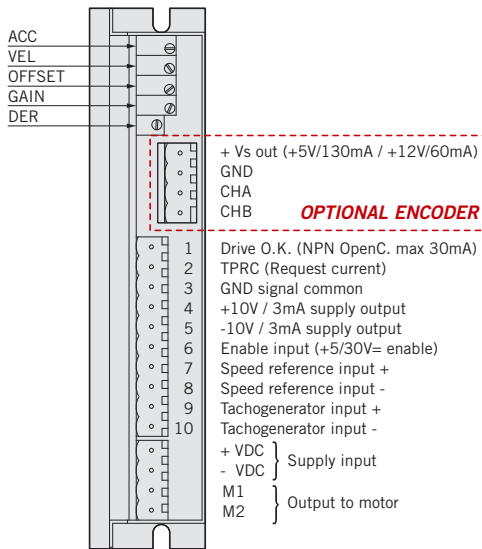 ACC
VEL
OFFSET
GAIN
DER
+ Vs out (+5V/130mA / +12V/60mA)
GND
CHA
CHB OPTIONAL ENCODER
1 Drive O.K. (NPN OpenC. max 30mA)
2 TPRC (Request current)
3 GND signal common
4 +10V / 3mA supply output
5 -10V / 3mA supply output
6 Enable input (+5/30V= enable)
7 Speed reference input +
8 Speed reference input -
9 Tachogenerator input +
10 Tachogenerator input -
+ VDC
- VDC
Supply input
M1
M2
Output to motor